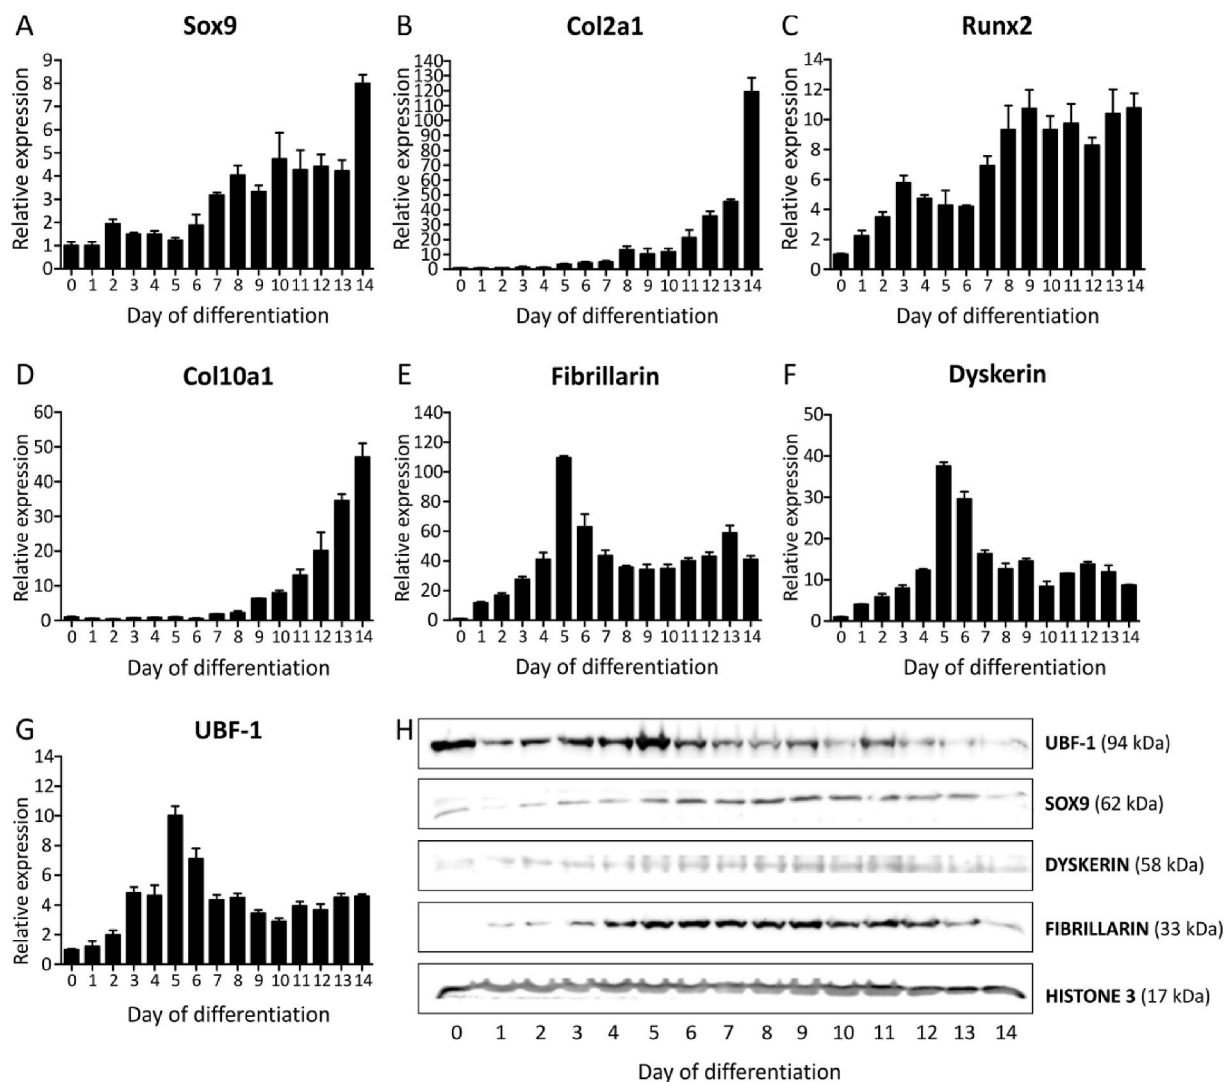 A Sox9
Relative expression
9
8
7
6
5
4
3
2
1
0
0 1 2 3 4 5 6 7 8 9 10 11 12 13 14
Day of differentiation
B Col2a1
Relative expression
140
130
120
110
100
90
80
70
60
50
40
30
20
10
0
0 1 2 3 4 5 6 7 8 9 10 11 12 13 14
Day of differentiation
C Runx2
Relative expression
14
12
10
8
6
4
2
0
0 1 2 3 4 5 6 7 8 9 10 11 12 13 14
Day of differentiation
D Col10a1
Relative expression
60
50
40
30
20
10
0
0 1 2 3 4 5 6 7 8 9 10 11 12 13 14
Day of differentiation
E Fibrillarin
Relative expression
140
120
100
80
60
40
20
0
0 1 2 3 4 5 6 7 8 9 10 11 12 13 14
Day of differentiation
F Dyskerin
Relative expression
50
40
30
20
10
0
0 1 2 3 4 5 6 7 8 9 10 11 12 13 14
Day of differentiation
G UBF-1
Relative expression
14
12
10
8
6
4
2
0
0 1 2 3 4 5 6 7 8 9 10 11 12 13 14
Day of differentiation
H
UBF-1 (94 kDa)
SOX9 (62 kDa)
DYSKERIN (58 kDa)
FIBRILLARIN (33 kDa)
HISTONE 3 (17 kDa)
0 1 2 3 4 5 6 7 8 9 10 11 12 13 14
Day of differentiation